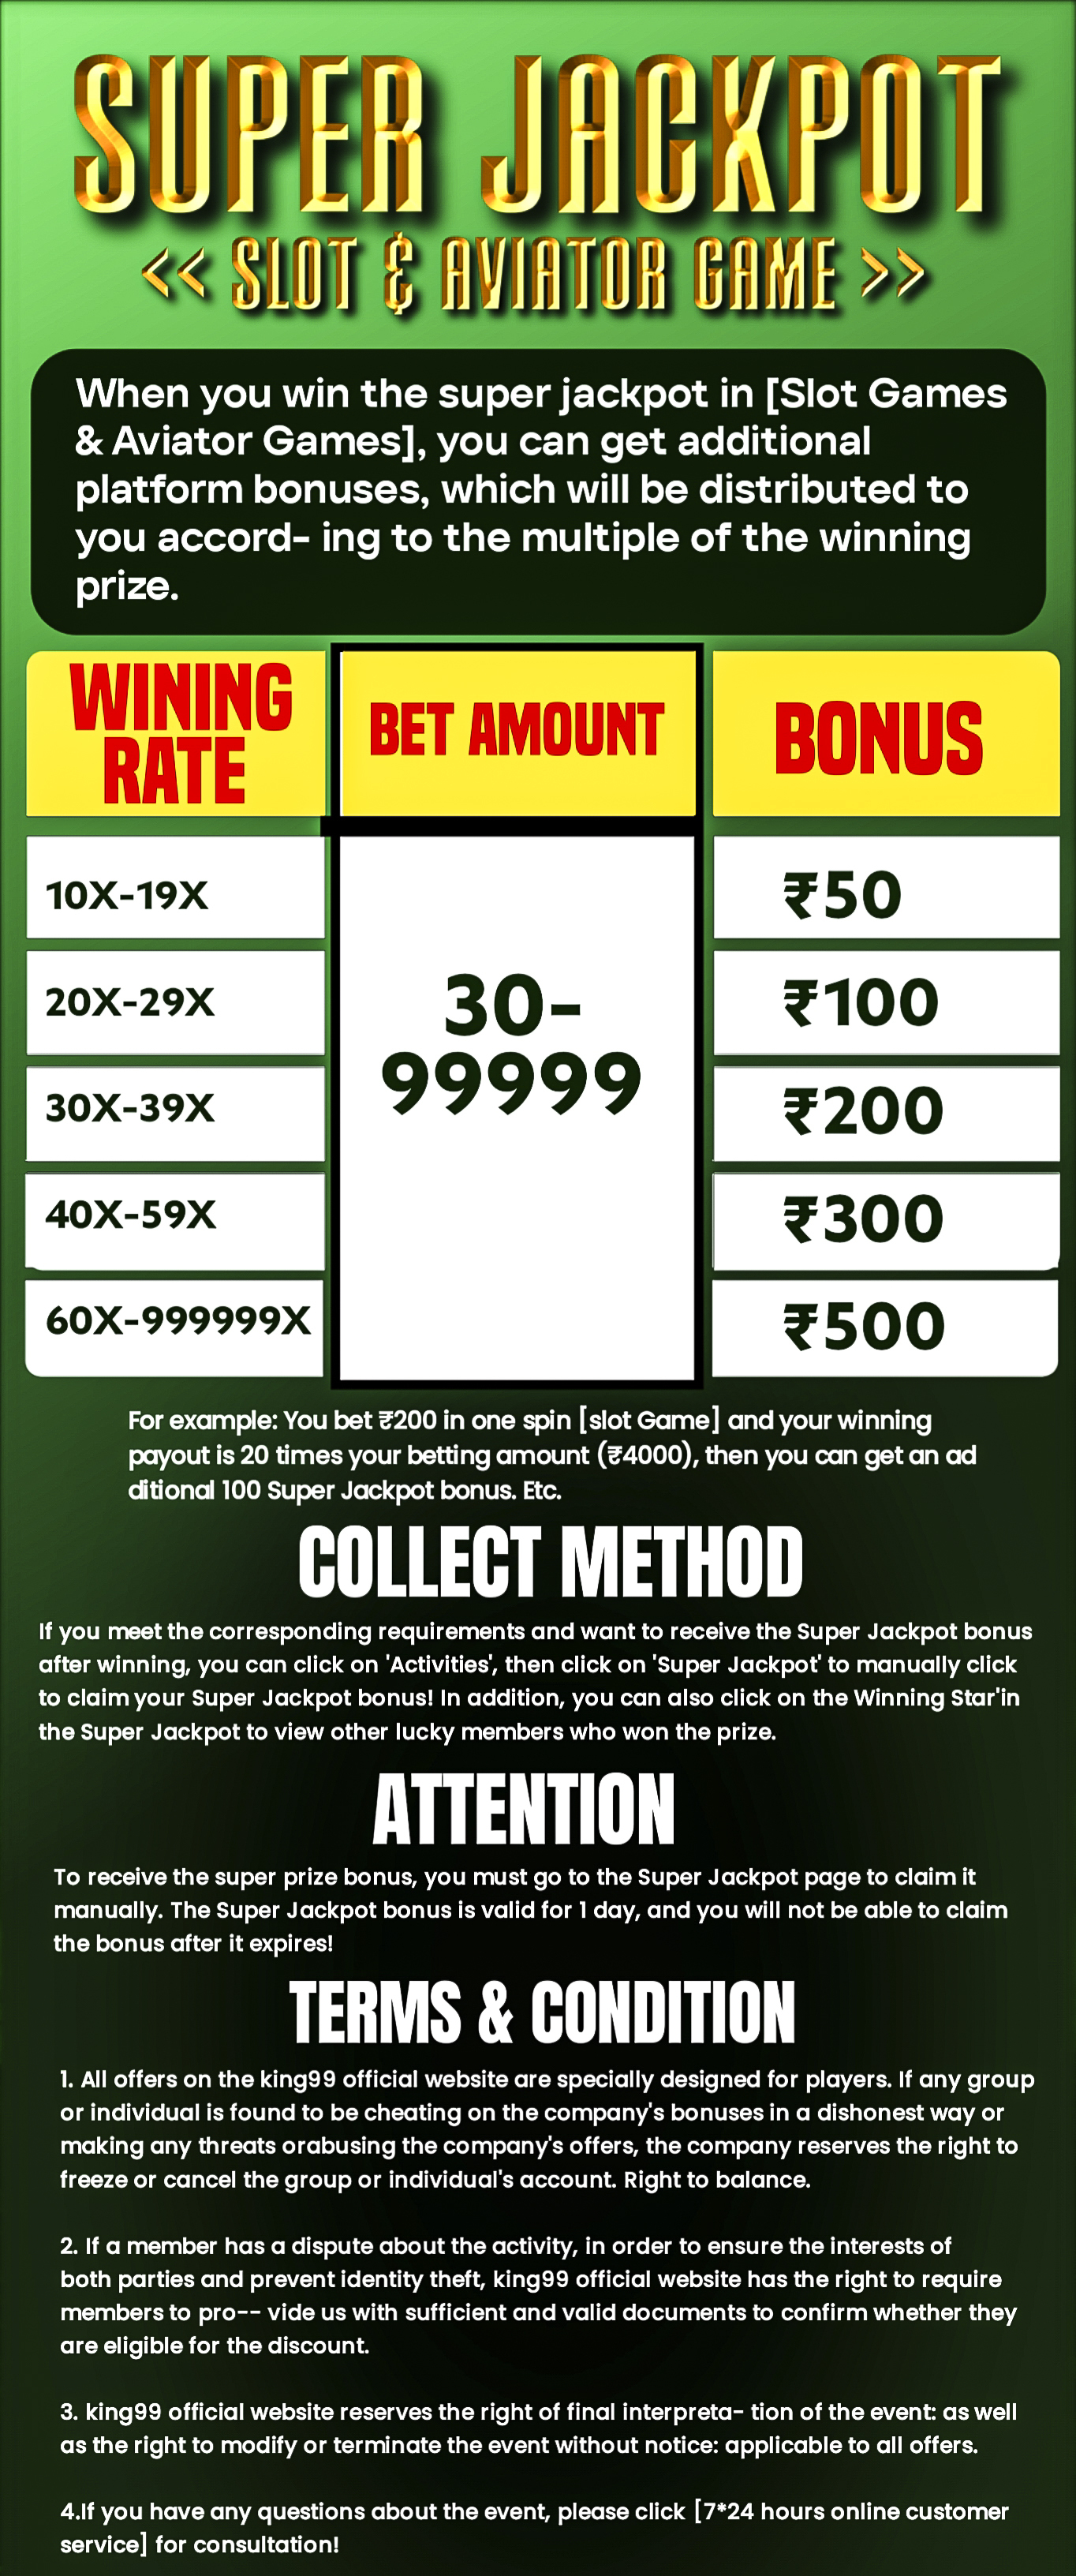 SUPER JACKPOT
<< SLOT & AVIATOR GAME >>
When you win the super jackpot in [Slot Games
& Aviator Games], you can get additional
platform bonuses, which will be distributed to
you accord- ing to the multiple of the winning
prize.
WINING
RATE
BET AMOUNT
BONUS
10X-19X
₹50
20X-29X
₹100
30-
99999
30X-39X
₹200
40X-59X
₹300
60X-999999X
₹500
For example: You bet ₹200 in one spin [slot Game] and your winning
payout is 20 times your betting amount (₹4000), then you can get an ad
ditional 100 Super Jackpot bonus. Etc.
COLLECT METHOD
If you meet the corresponding requirements and want to receive the Super Jackpot bonus
after winning, you can click on 'Activities', then click on 'Super Jackpot' to manually click
to claim your Super Jackpot bonus! In addition, you can also click on the Winning Star'in
the Super Jackpot to view other lucky members who won the prize.
ATTENTION
To receive the super prize bonus, you must go to the Super Jackpot page to claim it
manually. The Super Jackpot bonus is valid for 1 day, and you will not be able to claim
the bonus after it expires!
TERMS & CONDITION
1. All offers on the king99 official website are specially designed for players. If any group
or individual is found to be cheating on the company's bonuses in a dishonest way or
making any threats orabusing the company's offers, the company reserves the right to
freeze or cancel the group or individual's account. Right to balance.
2. If a member has a dispute about the activity, in order to ensure the interests of
both parties and prevent identity theft, king99 official website has the right to require
members to pro-- vide us with sufficient and valid documents to confirm whether they
are eligible for the discount.
3. king99 official website reserves the right of final interpreta- tion of the event: as well
as the right to modify or terminate the event without notice: applicable to all offers.
4.If you have any questions about the event, please click [7*24 hours online customer
service] for consultation!